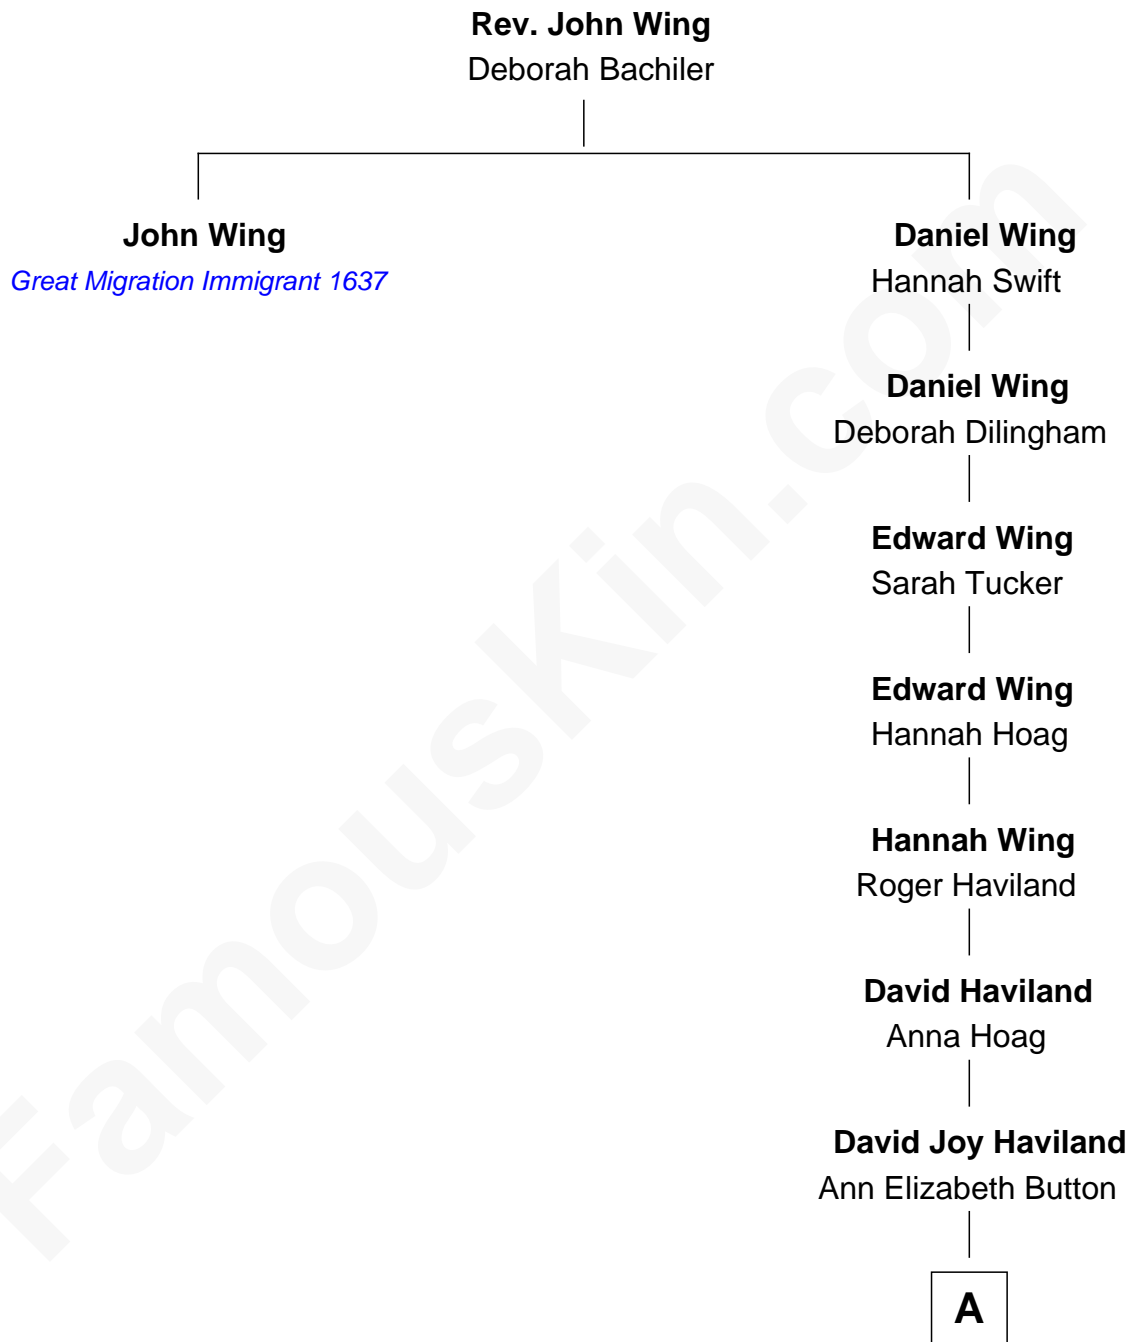 Rev. John Wing
Deborah Bachiler
John Wing
Great Migration Immigrant 1637
Daniel Wing
Hannah Swift
Daniel Wing
Deborah Dilingham
Edward Wing
Sarah Tucker
Edward Wing
Hannah Hoag
Hannah Wing
Roger Haviland
David Haviland
Anna Hoag
David Joy Haviland
Ann Elizabeth Button
A
FamousKin.com